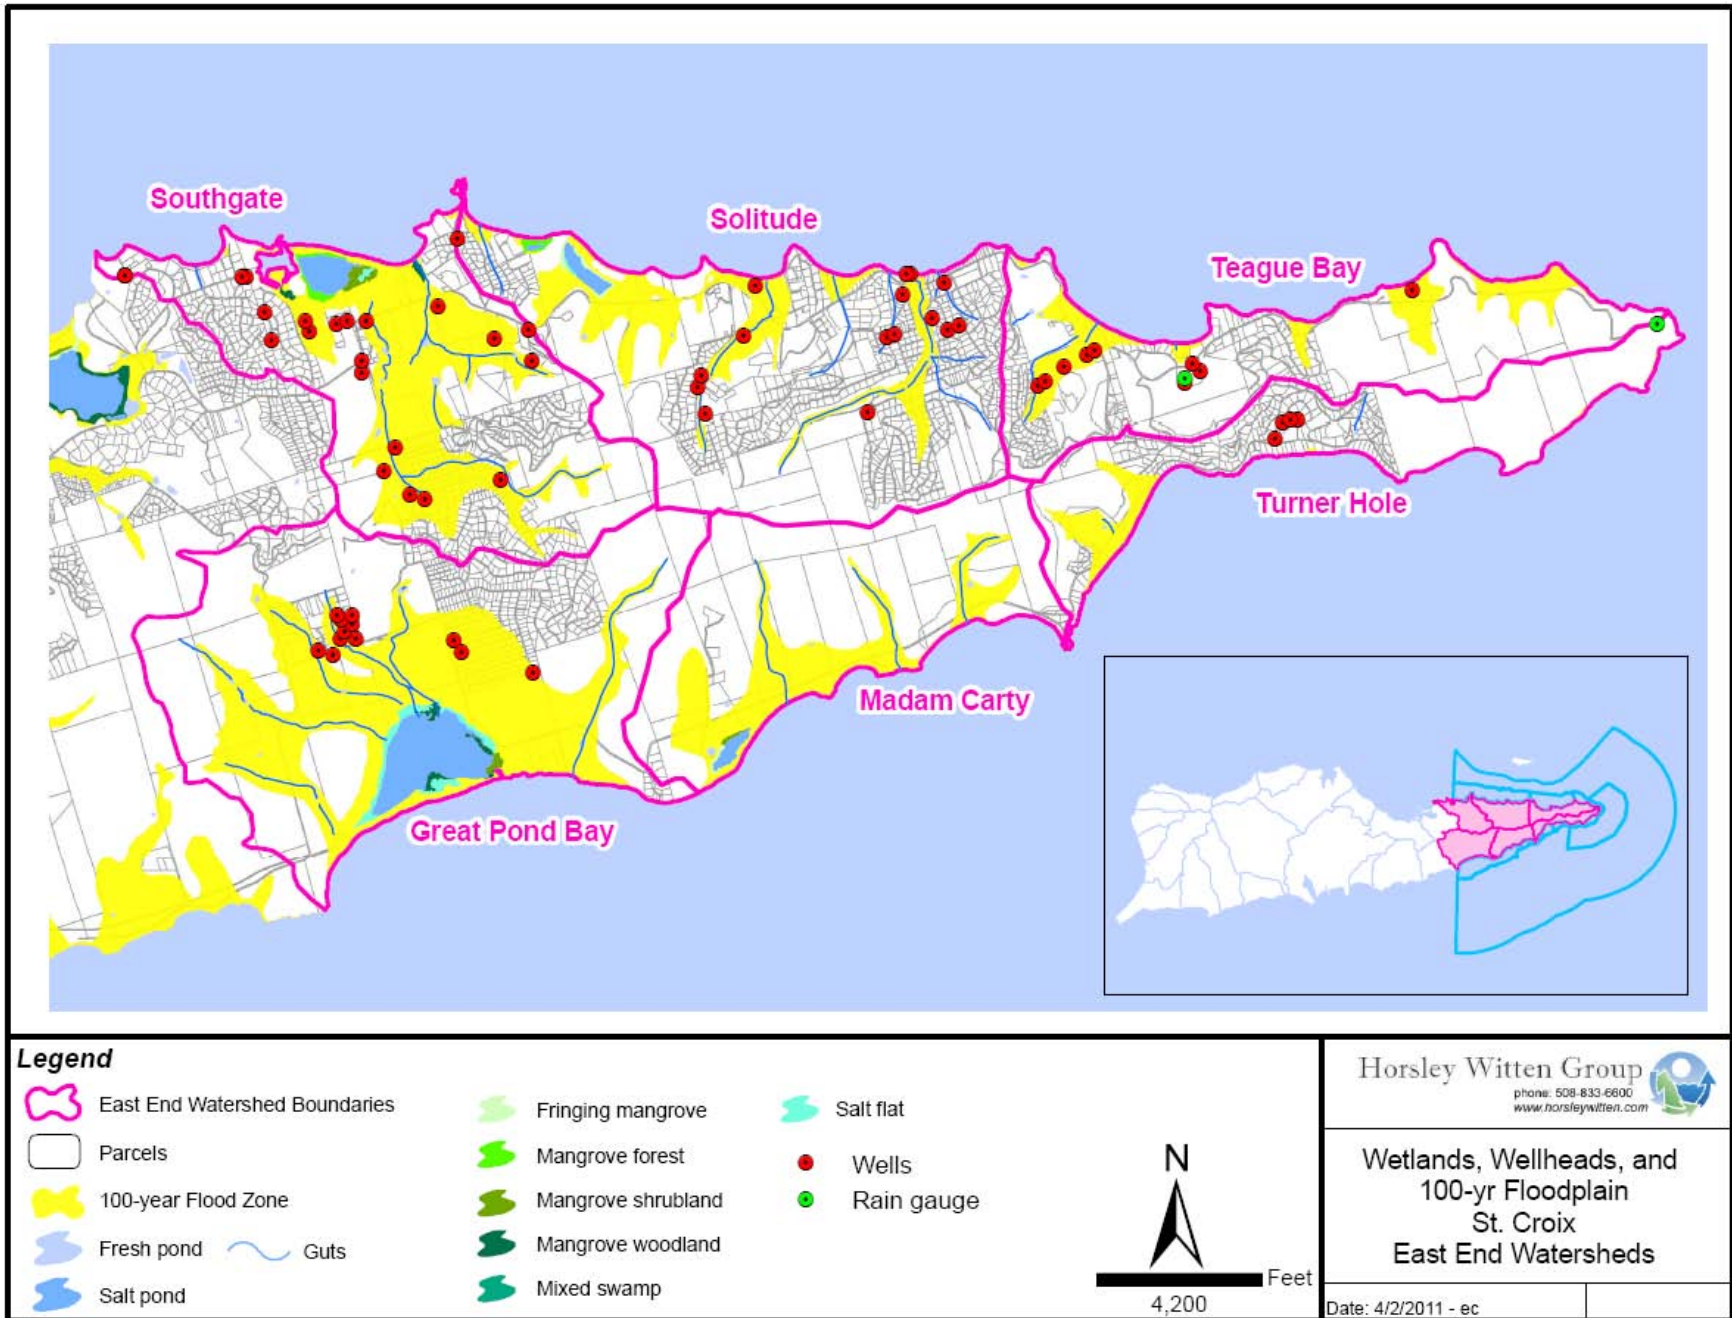 Southgate
Solitude
Teague Bay
Turner Hole
Madam Carty
Great Pond Bay
Legend
East End Watershed Boundaries
Parcels
100-year Flood Zone
Fresh pond
Guts
Salt pond
Fringing mangrove
Mangrove forest
Mangrove shrubland
Mangrove woodland
Mixed swamp
Salt flat
Wells
Rain gauge
N
Feet
4,200
Horsley Witten Group
phone: 508-833-6600
www.horsleywitten.com
Wetlands, Wellheads, and
100-yr Floodplain
St. Croix
East End Watersheds
Date: 4/2/2011 - ec